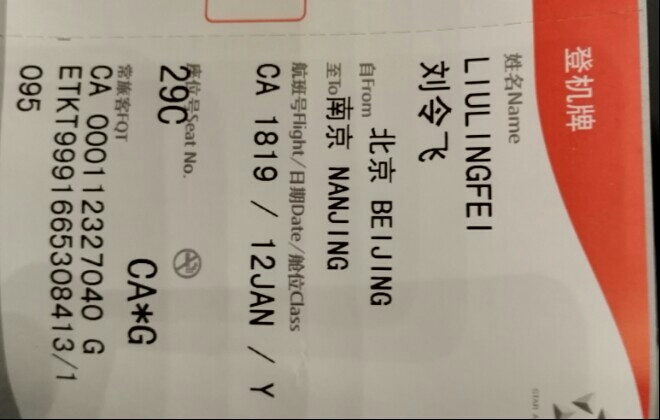 登机牌
姓名Name
LIULINGFEI
刘令飞
自From 北京 BEIJING
至To 南京 NANJING
航班号Flight/日期Date/舱位Class
CA 1819 / 12JAN / Y
座位号Seat No.
29C
CA*G
常旅客FQT
CA 000112327040 G
ETKT9991665308413/1
095
STAR A